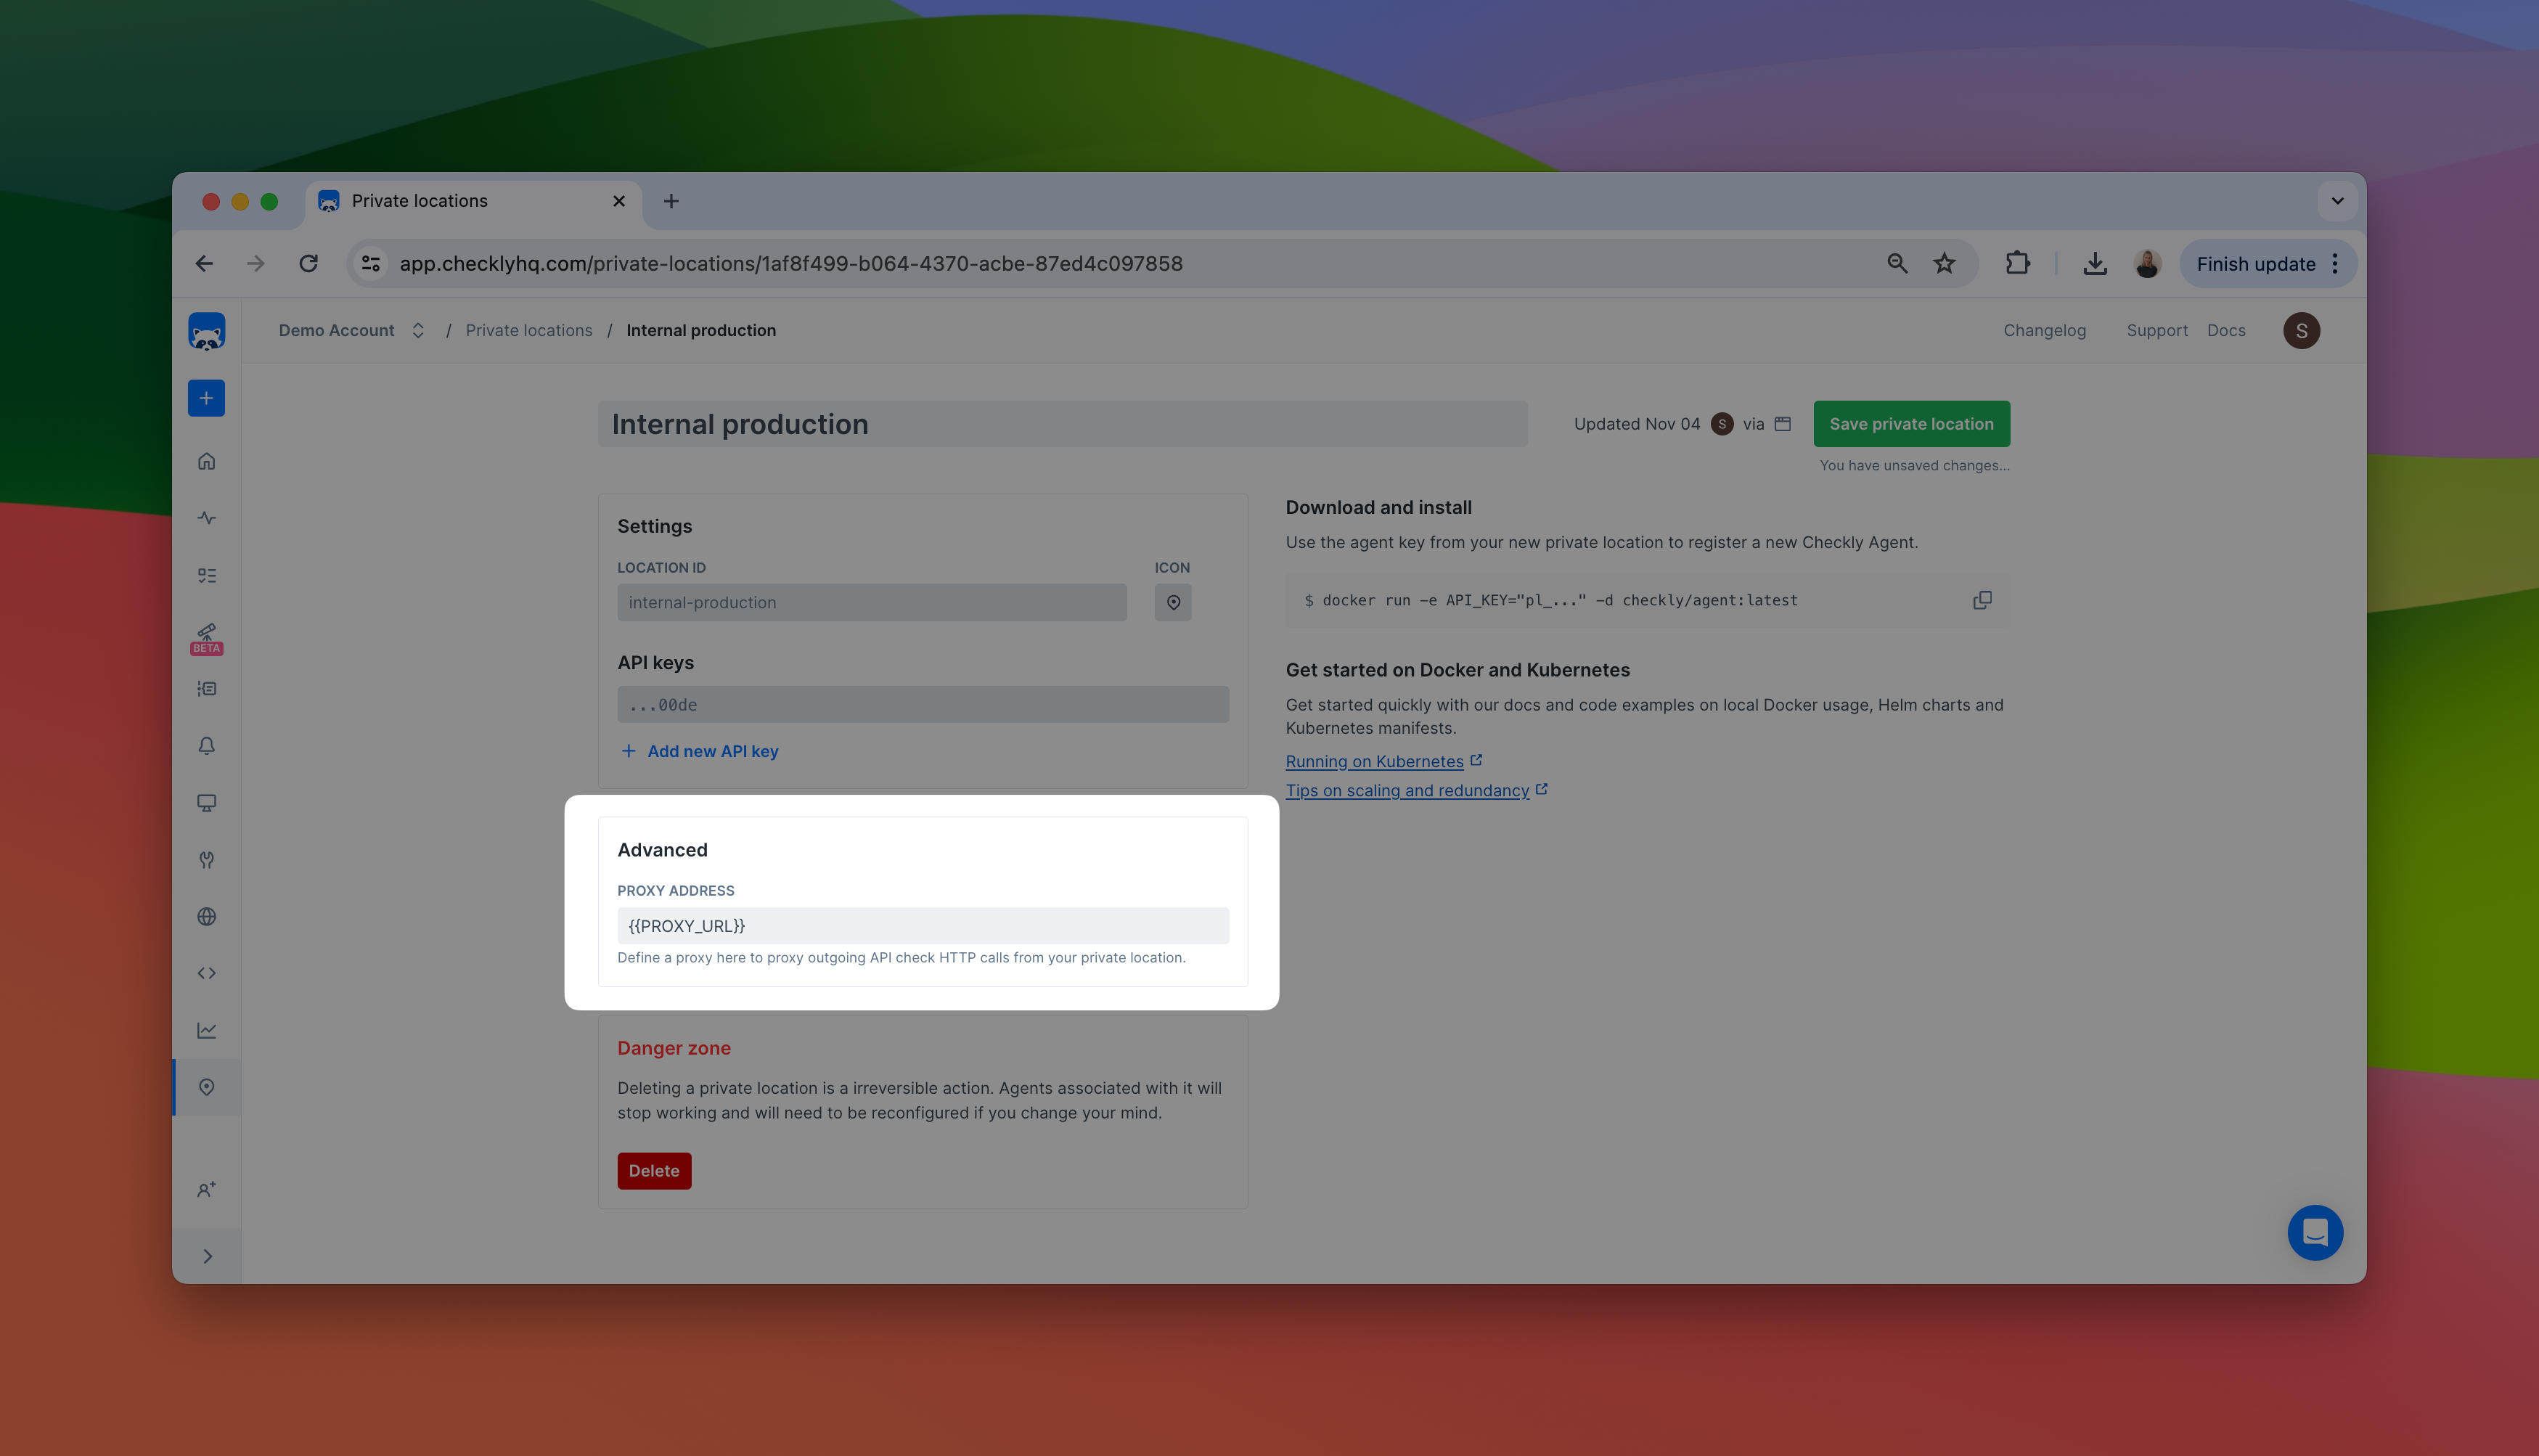 Private locations
app.checklyhq.com/private-locations/1af8f499-b064-4370-acbe-87ed4c097858
Finish update
Demo Account / Private locations / Internal production
Changelog Support Docs S
Internal production
Updated Nov 04 S via
Save private location
You have unsaved changes...
Settings
LOCATION ID
ICON
internal-production
API keys
...00de
+ Add new API key
BETA
Advanced
PROXY ADDRESS
{{PROXY_URL}}
Define a proxy here to proxy outgoing API check HTTP calls from your private location.
Danger zone
Deleting a private location is a irreversible action. Agents associated with it will
stop working and will need to be reconfigured if you change your mind.
Delete
Download and install
Use the agent key from your new private location to register a new Checkly Agent.
$ docker run -e API_KEY="pl_..." -d checkly/agent:latest
Get started on Docker and Kubernetes
Get started quickly with our docs and code examples on local Docker usage, Helm charts and
Kubernetes manifests.
Running on Kubernetes
Tips on scaling and redundancy